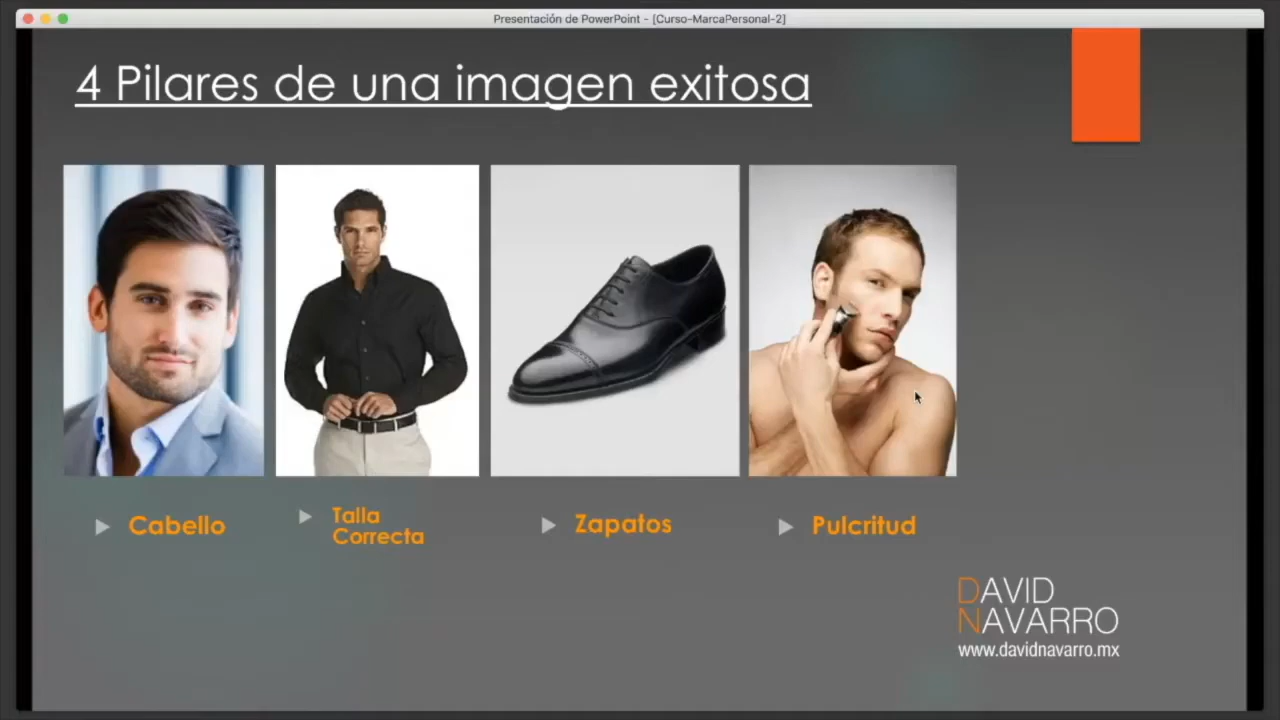 Presentación de PowerPoint - [Curso-MarcaPersonal-2]
4 Pilares de una imagen exitosa
Cabello
Talla
Correcta
Zapatos
Pulcritud
DAVID
NAVARRO
www.davidnavarro.mx